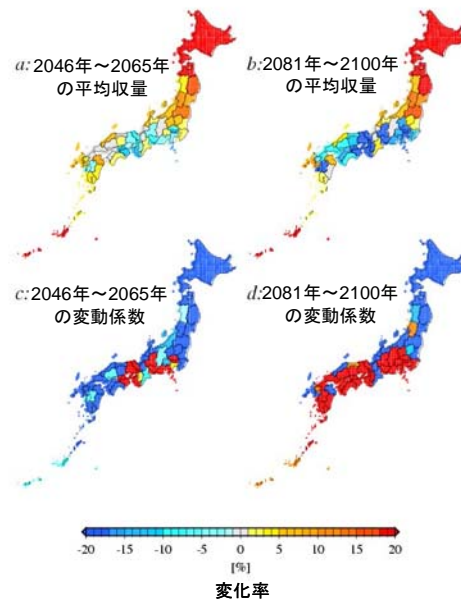 a: 2046年～2065年
の平均収量
b: 2081年～2100年
の平均収量
c: 2046年～2065年
の変動係数
d: 2081年～2100年
の変動係数
-20 -15 -10 -5 0 5 10 15 20
[%]
変化率